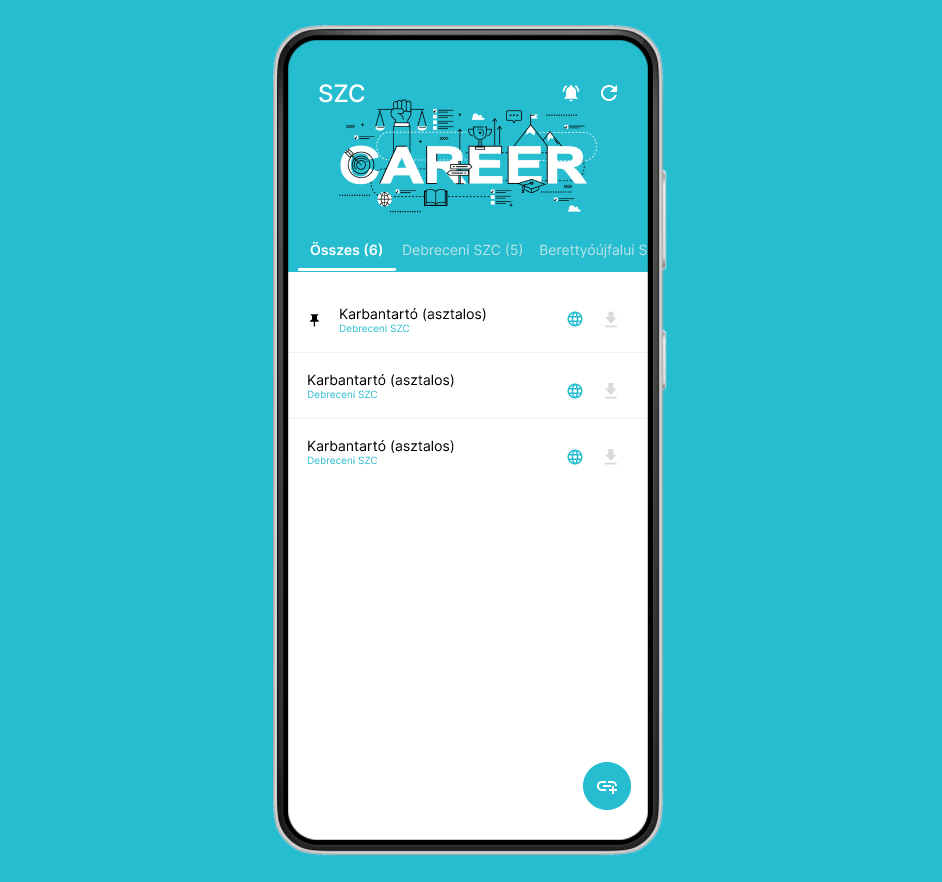 SZC
CAREER
Összes (6) Debreceni SZC (5) Berettyóújfalui S
Karbantartó (asztalos)
Debreceni SZC
Karbantartó (asztalos)
Debreceni SZC
Karbantartó (asztalos)
Debreceni SZC